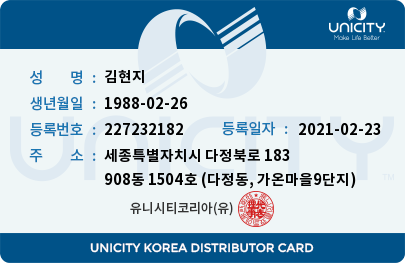 UNICITY
Make Life Better
성 명 : 김현지
생년월일 : 1988-02-26
등록번호 : 227232182 등록일자 : 2021-02-23
주 소 : 세종특별자치시 다정북로 183
908동 1504호 (다정동, 가온마을9단지)
UNICITY
유니시티코리아(유)
UNICITY KOREA DISTRIBUTOR CARD